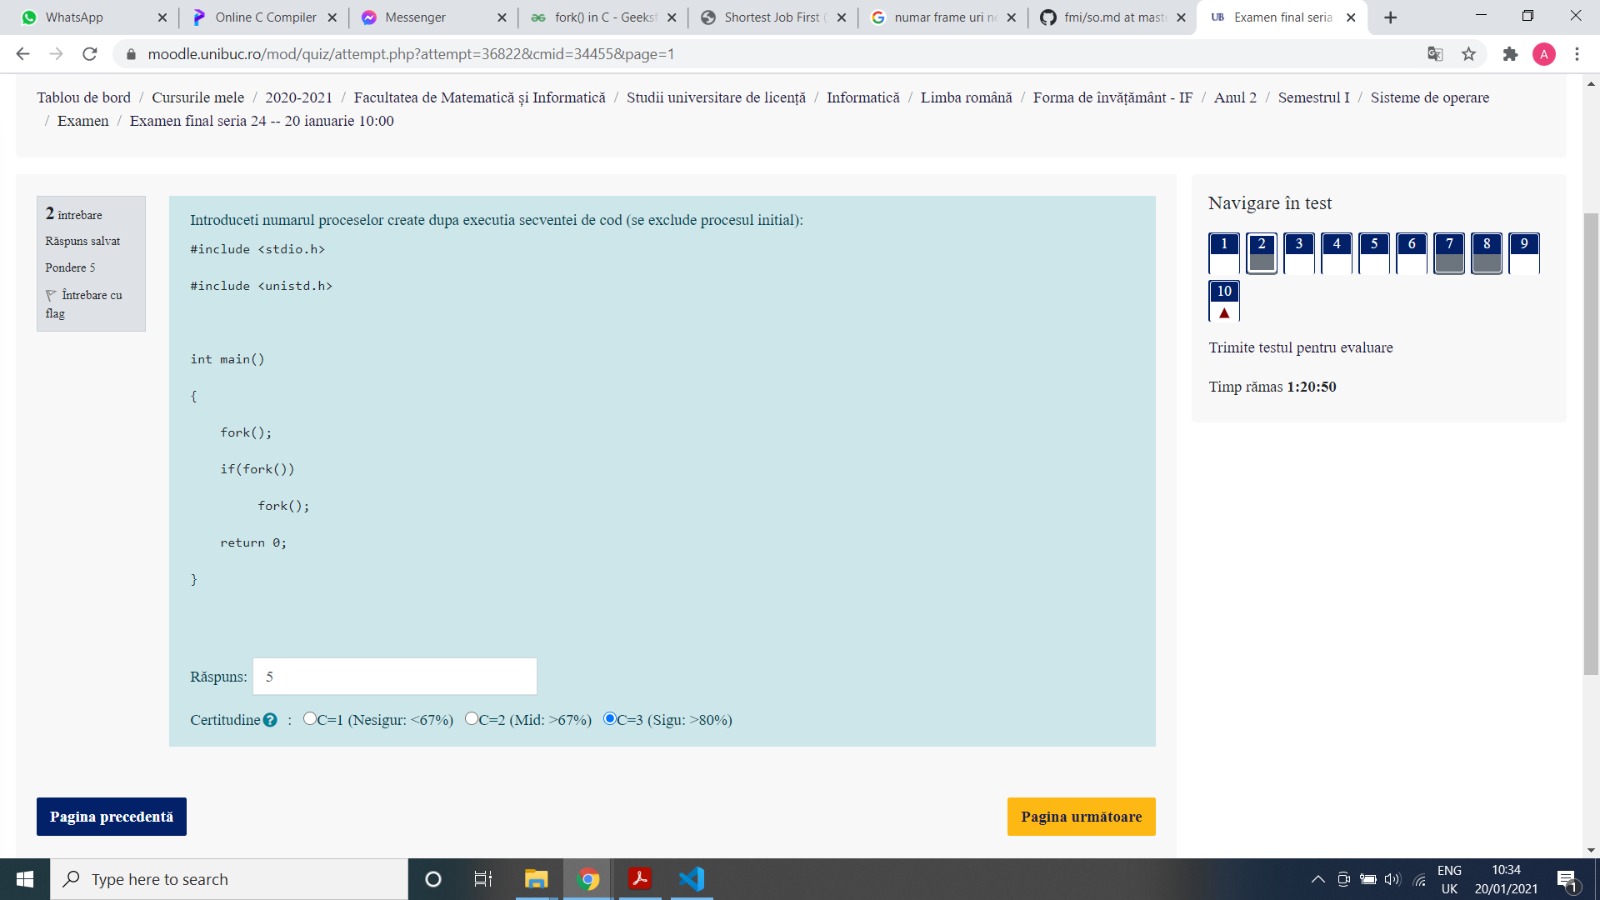 WhatsApp
Online C Compiler
Messenger
fork() in C - Geeks
Shortest Job First (
numar frame uri n
fmi/so.md at mast
UB Examen final seria
moodle.unibuc.ro/mod/quiz/attempt.php?attempt=36822&cmid=34455&page=1
A
Tablou de bord / Cursurile mele / 2020-2021 / Facultatea de Matematică și Informatică / Studii universitare de licență / Informatică / Limba română / Forma de învățământ - IF / Anul 2 / Semestrul I / Sisteme de operare
/ Examen / Examen final seria 24 -- 20 ianuarie 10:00
2 întrebare
Răspuns salvat
Pondere 5
Întrebare cu
flag
Introduceti numarul proceselor create dupa executia secventei de cod (se exclude procesul initial):
#include <stdio.h>
#include <unistd.h>
int main()
{
fork();
if(fork())
fork();
return 0;
}
Răspuns: 5
Certitudine ? : C=1 (Nesigur: <67%) C=2 (Mid: >67%) C=3 (Sigu: >80%)
Pagina precedentă
Pagina următoare
Navigare în test
1 2 3 4 5 6 7 8 9
10
Trimite testul pentru evaluare
Timp rămas 1:20:50
Type here to search
ENG
UK
10:34
20/01/2021
1